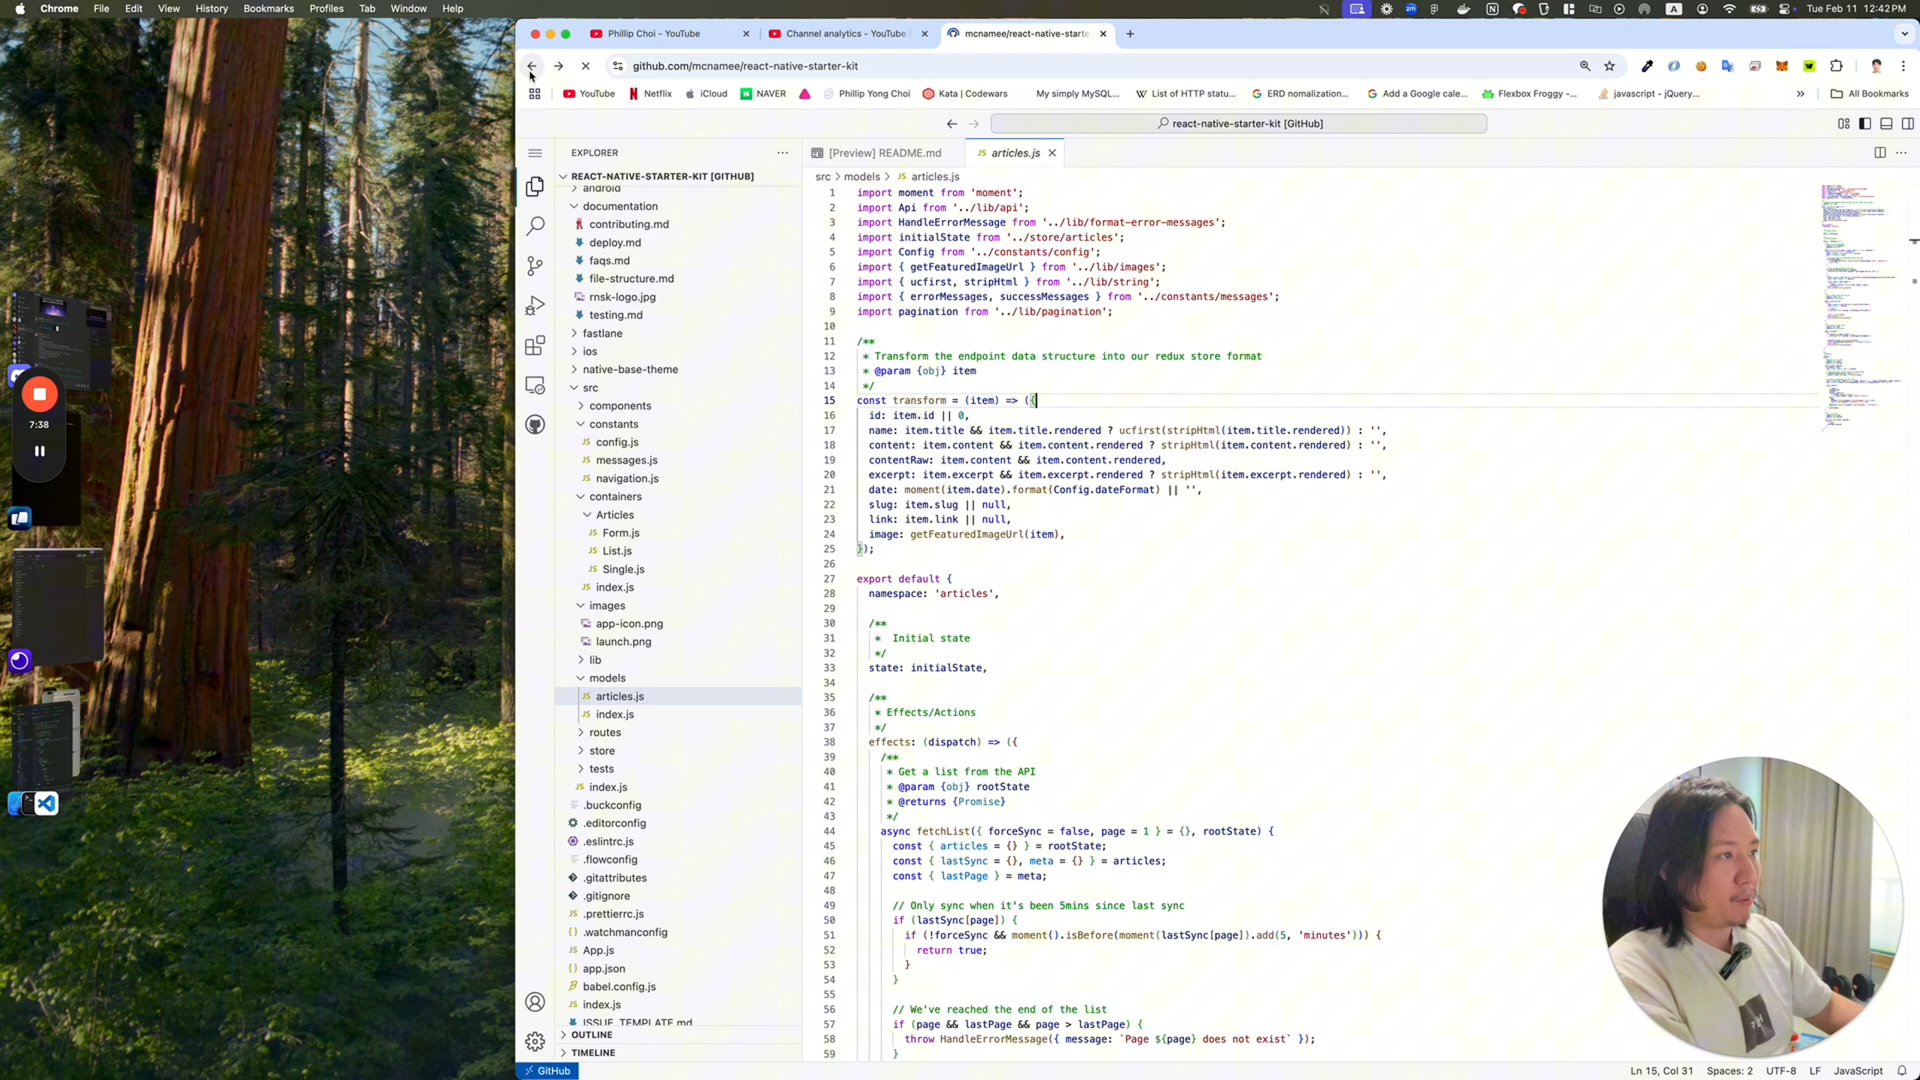 Chrome File Edit View History Bookmarks Profiles Tab Window Help
A Tue Feb 11 12:42 PM
Phillip Choi - YouTube
Channel analytics - YouTube
mcnamee/react-native-starte
github.com/mcnamee/react-native-starter-kit
YouTube Netflix iCloud NAVER Phillip Yong Choi Kata | Codewars My simply MySQL... List of HTTP statu... ERD nomalization... Add a Google cale... Flexbox Froggy -... javascript - jQuery... All Bookmarks
react-native-starter-kit [GitHub]
EXPLORER
REACT-NATIVE-STARTER-KIT [GITHUB]
android
documentation
contributing.md
deploy.md
faqs.md
file-structure.md
rnsk-logo.jpg
testing.md
fastlane
ios
native-base-theme
src
components
constants
JS config.js
JS messages.js
JS navigation.js
containers
Articles
JS Form.js
JS List.js
JS Single.js
JS index.js
images
app-icon.png
launch.png
lib
models
JS articles.js
JS index.js
routes
store
tests
JS index.js
.buckconfig
.editorconfig
.eslintrc.js
.flowconfig
.gitattributes
.gitignore
JS .prettierrc.js
{} .watchmanconfig
JS App.js
{} app.json
babel.config.js
JS index.js
ISSUE_TEMPLATE.md
OUTLINE
TIMELINE
GitHub
7:38
[Preview] README.md
JS articles.js
src > models > JS articles.js
1 import moment from 'moment';
2 import Api from '../lib/api';
3 import HandleErrorMessage from '../lib/format-error-messages';
4 import initialState from '../store/articles';
5 import Config from '../constants/config';
6 import { getFeaturedImageUrl } from '../lib/images';
7 import { ucfirst, stripHtml } from '../lib/string';
8 import { errorMessages, successMessages } from '../constants/messages';
9 import pagination from '../lib/pagination';
10
11 /**
12 * Transform the endpoint data structure into our redux store format
13 * @param {obj} item
14 */
15 const transform = (item) => ({
16 id: item.id || 0,
17 name: item.title && item.title.rendered ? ucfirst(stripHtml(item.title.rendered)) : '',
18 content: item.content && item.content.rendered ? stripHtml(item.content.rendered) : '',
19 contentRaw: item.content && item.content.rendered,
20 excerpt: item.excerpt && item.excerpt.rendered ? stripHtml(item.excerpt.rendered) : '',
21 date: moment(item.date).format(Config.dateFormat) || '',
22 slug: item.slug || null,
23 link: item.link || null,
24 image: getFeaturedImageUrl(item),
25 });
26
27 export default {
28 namespace: 'articles',
29
30 /**
31 * Initial state
32 */
33 state: initialState,
34
35 /**
36 * Effects/Actions
37 */
38 effects: (dispatch) => ({
39 /**
40 * Get a list from the API
41 * @param {obj} rootState
42 * @returns {Promise}
43 */
44 async fetchList({ forceSync = false, page = 1 } = {}, rootState) {
45 const { articles = {} } = rootState;
46 const { lastSync = {}, meta = {} } = articles;
47 const { lastPage } = meta;
48
49 // Only sync when it's been 5mins since last sync
50 if (lastSync[page]) {
51 if (!forceSync && moment().isBefore(moment(lastSync[page]).add(5, 'minutes'))) {
52 return true;
53 }
54 }
55
56 // We've reached the end of the list
57 if (page && lastPage && page > lastPage) {
58 throw HandleErrorMessage({ message: `Page ${page} does not exist` });
59 }
Ln 15, Col 31 Spaces: 2 UTF-8 LF JavaScript